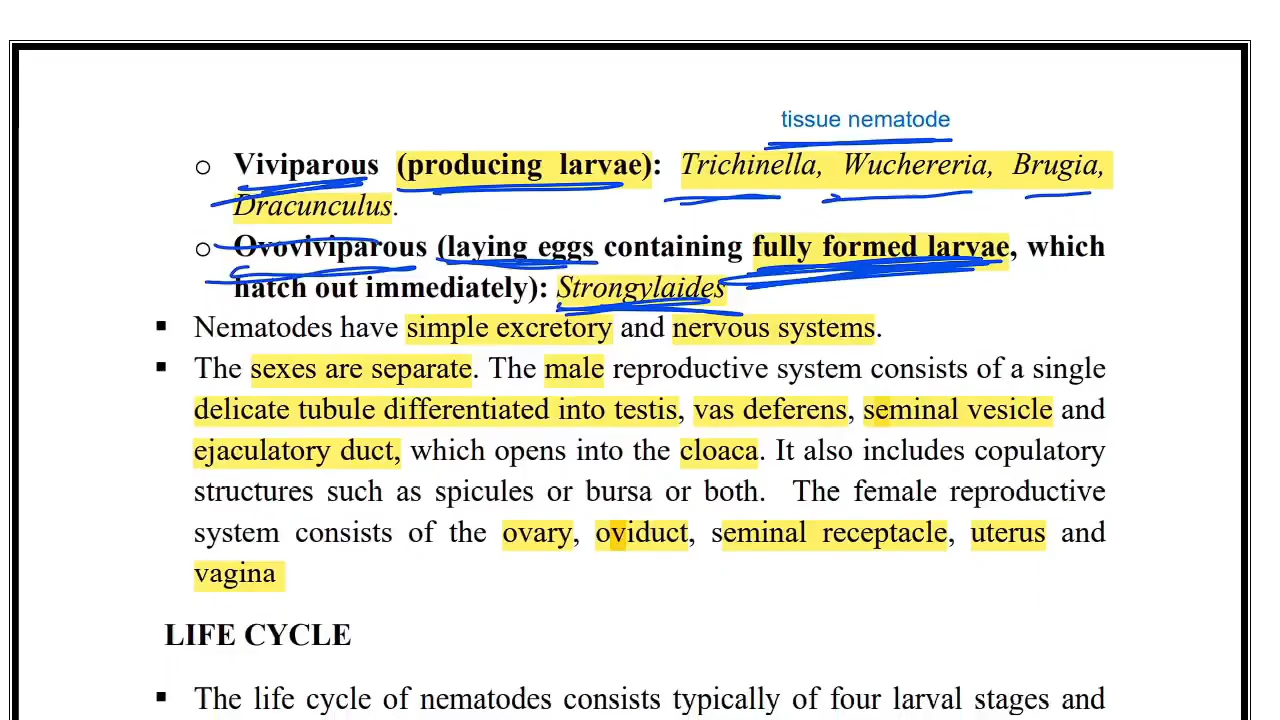 tissue nematode
o Viviparous (producing larvae): Trichinella, Wuchereria, Brugia,
Dracunculus.
o Ovoviviparous (laying eggs containing fully formed larvae, which
hatch out immediately): Strongylaides
▪ Nematodes have simple excretory and nervous systems.
▪ The sexes are separate. The male reproductive system consists of a single
delicate tubule differentiated into testis, vas deferens, seminal vesicle and
ejaculatory duct, which opens into the cloaca. It also includes copulatory
structures such as spicules or bursa or both. The female reproductive
system consists of the ovary, oviduct, seminal receptacle, uterus and
vagina
LIFE CYCLE
▪ The life cycle of nematodes consists typically of four larval stages and